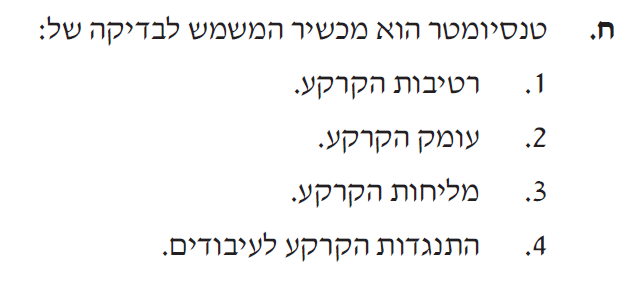 ח. טנסיומטר הוא מכשיר המשמש לבדיקה של:
1. רטיבות הקרקע.
2. עומק הקרקע.
3. מליחות הקרקע.
4. התנגדות הקרקע לעיבודים.